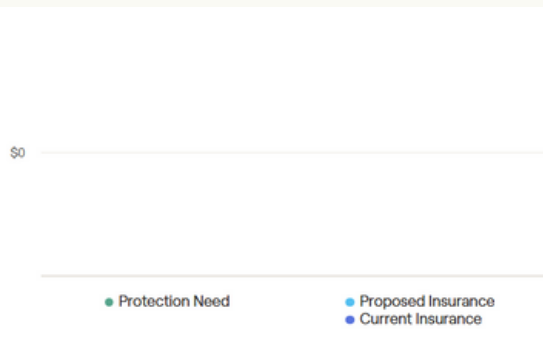 $0
Protection Need
Proposed Insurance
Current Insurance